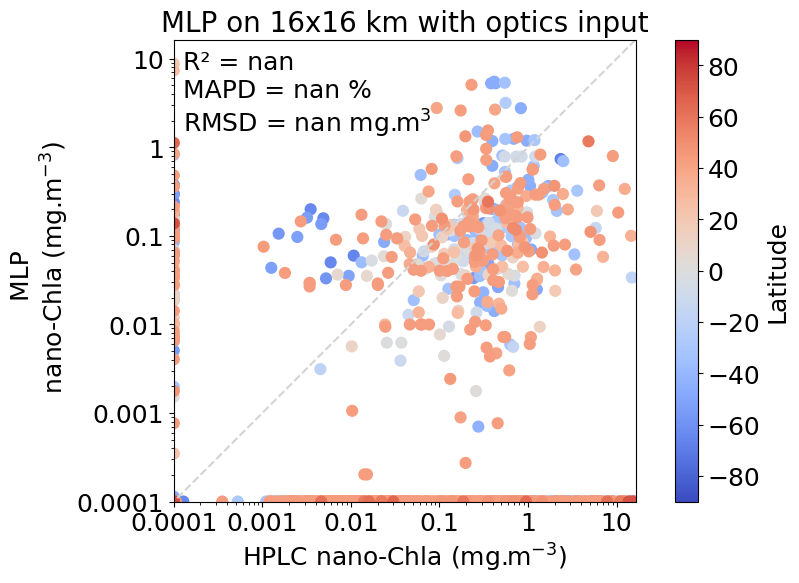 MLP on 16x16 km with optics input
R² = nan
MAPD = nan %
RMSD = nan mg.m³
10
1
0.1
0.01
0.001
0.0001
MLP
nano-Chla (mg.m⁻³)
0.0001
0.001
0.01
0.1
1
10
HPLC nano-Chla (mg.m⁻³)
80
60
40
20
0
−20
−40
−60
−80
Latitude